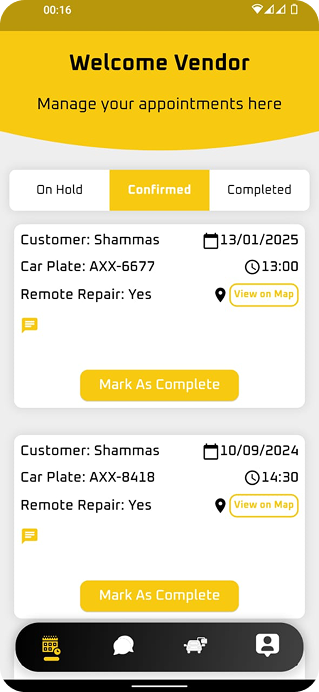 00:16
Welcome Vendor
Manage your appointments here
On Hold Confirmed Completed
Customer: Shammas 13/01/2025
Car Plate: AXX-6677 13:00
Remote Repair: Yes View on Map
Mark As Complete
Customer: Shammas 10/09/2024
Car Plate: AXX-8418 14:30
Remote Repair: Yes View on Map
Mark As Complete